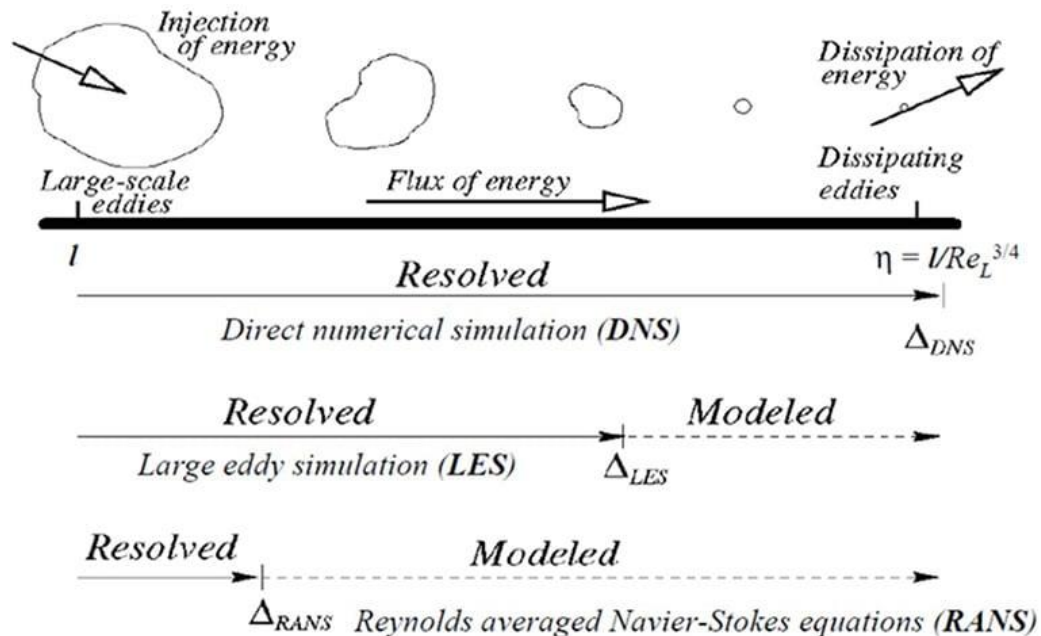 Injection
of energy
Dissipation of
energy
Large-scale
eddies
Flux of energy
Dissipating
eddies
l
η = l/Re_L^3/4
Resolved
Direct numerical simulation (DNS)
Δ_DNS
Resolved
Modeled
Large eddy simulation (LES)
Δ_LES
Resolved
Modeled
Δ_RANS
Reynolds averaged Navier-Stokes equations (RANS)